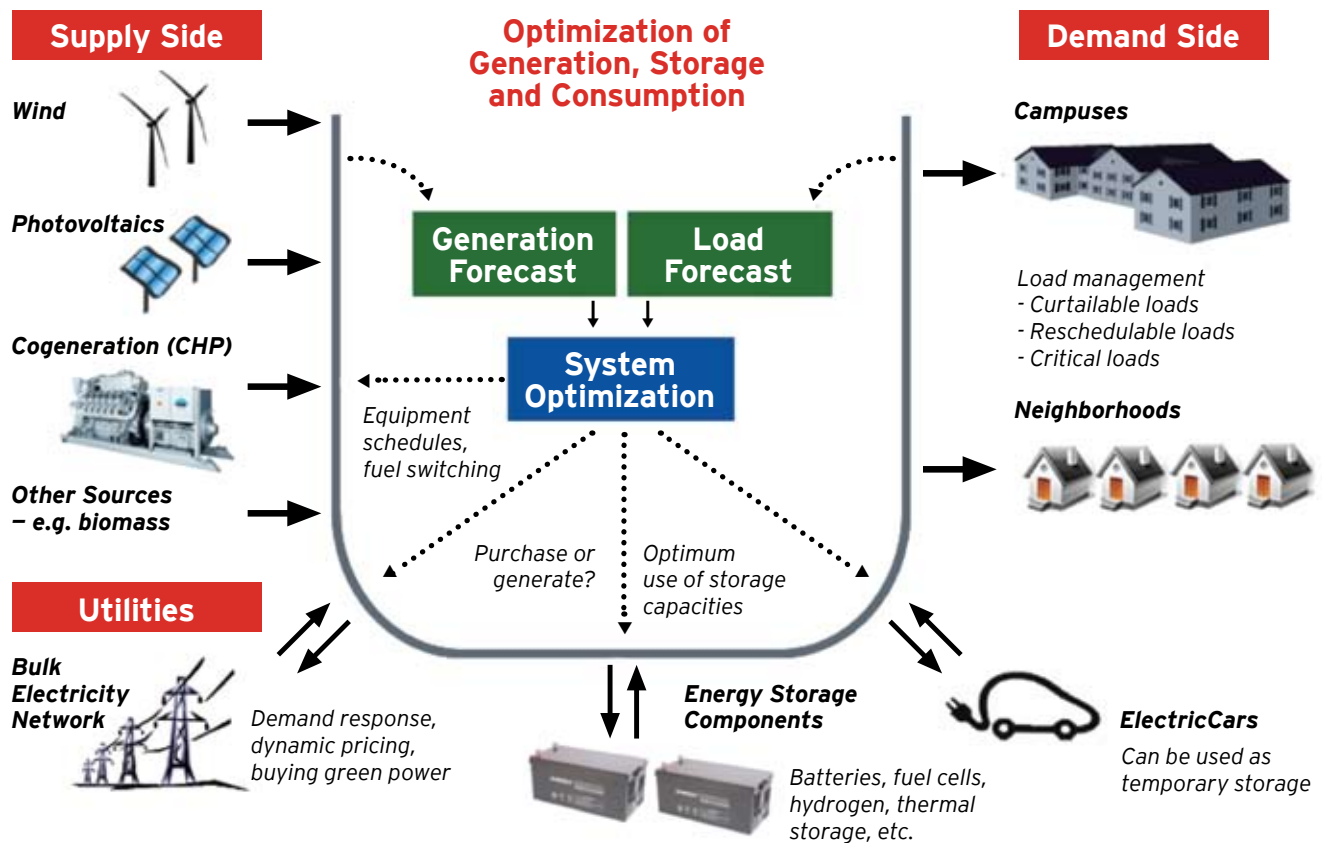 Supply Side
Optimization of
Generation, Storage
and Consumption
Demand Side
Wind
Campuses
Photovoltaics
Generation
Forecast
Load
Forecast
Load management
- Curtailable loads
- Reschedulable loads
- Critical loads
Cogeneration (CHP)
System
Optimization
Equipment
schedules,
fuel switching
Neighborhoods
Other Sources
– e.g. biomass
Purchase or
generate?
Optimum
use of storage
capacities
Utilities
Bulk
Electricity
Network
Demand response,
dynamic pricing,
buying green power
Energy Storage
Components
Batteries, fuel cells,
hydrogen, thermal
storage, etc.
ElectricCars
Can be used as
temporary storage